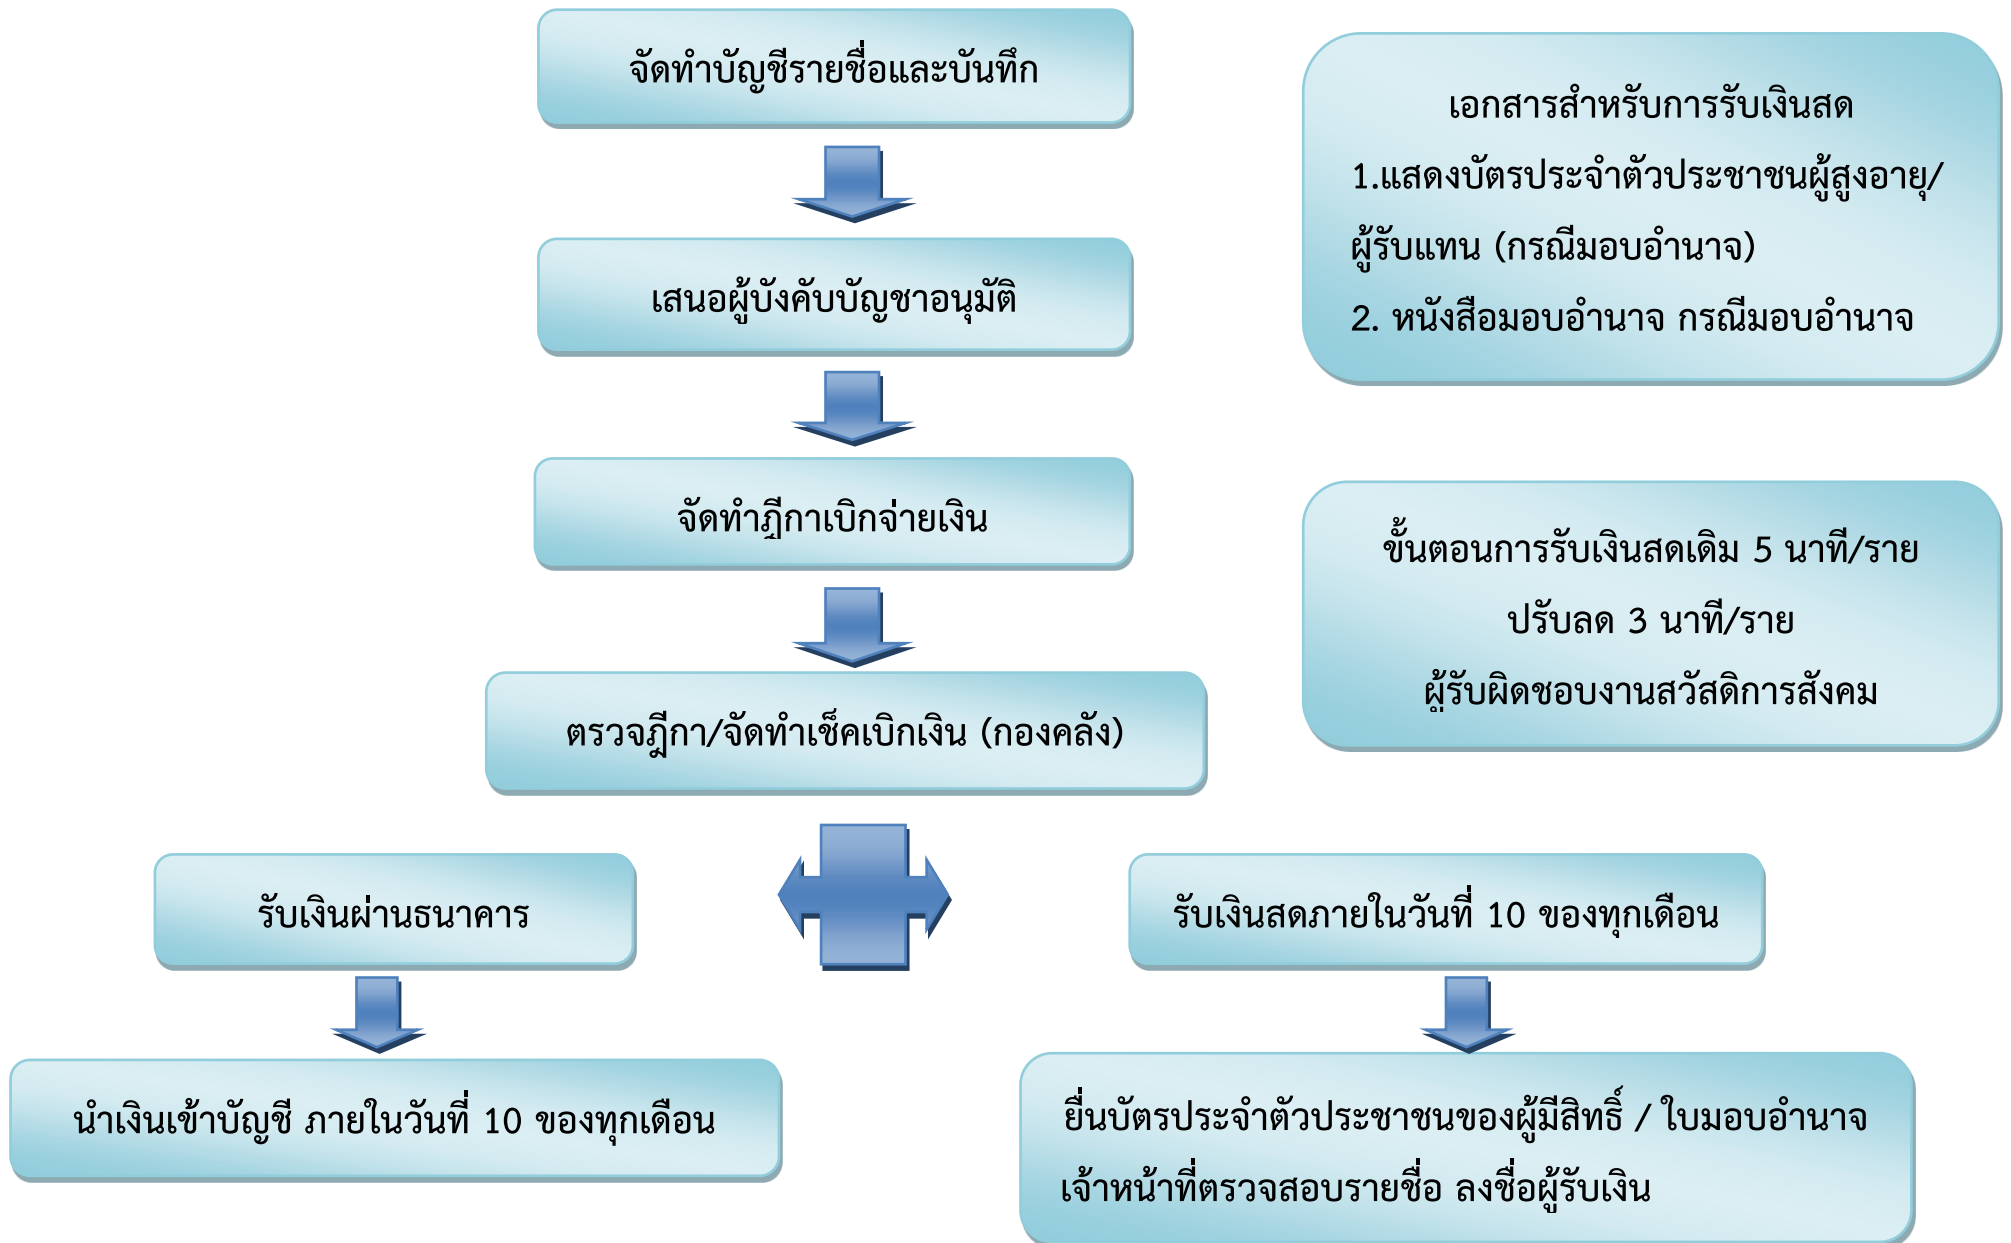 จัดทำบัญชีรายชื่อและบันทึก
เสนอผู้บังคับบัญชาอนุมัติ
จัดทำฎีกาเบิกจ่ายเงิน
ตรวจฎีกา/จัดทำเช็คเบิกเงิน (กองคลัง)
รับเงินผ่านธนาคาร
นำเงินเข้าบัญชี ภายในวันที่ 10 ของทุกเดือน
รับเงินสดภายในวันที่ 10 ของทุกเดือน
ยื่นบัตรประจำตัวประชาชนของผู้มีสิทธิ์ / ใบมอบอำนาจ
เจ้าหน้าที่ตรวจสอบรายชื่อ ลงชื่อผู้รับเงิน
เอกสารสำหรับการรับเงินสด
1.แสดงบัตรประจำตัวประชาชนผู้สูงอายุ/
ผู้รับแทน (กรณีมอบอำนาจ)
2. หนังสือมอบอำนาจ กรณีมอบอำนาจ
ขั้นตอนการรับเงินสดเดิม 5 นาที/ราย
ปรับลด 3 นาที/ราย
ผู้รับผิดชอบงานสวัสดิการสังคม